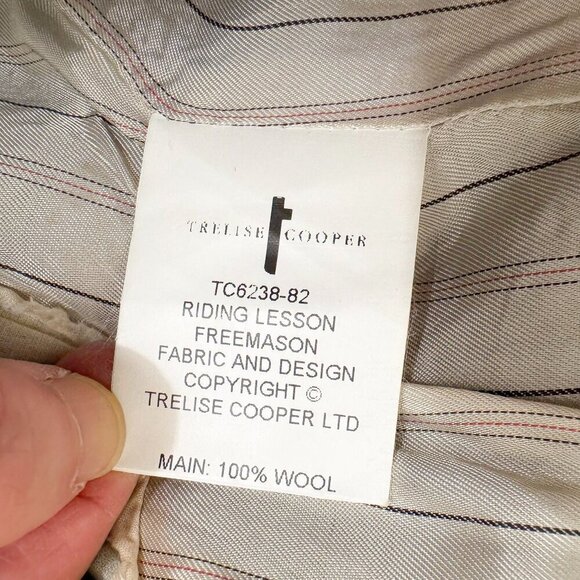 TRELISE COOPER
TC6238-82
RIDING LESSON
FREEMASON
FABRIC AND DESIGN
COPYRIGHT ©
TRELISE COOPER LTD
MAIN: 100% WOOL